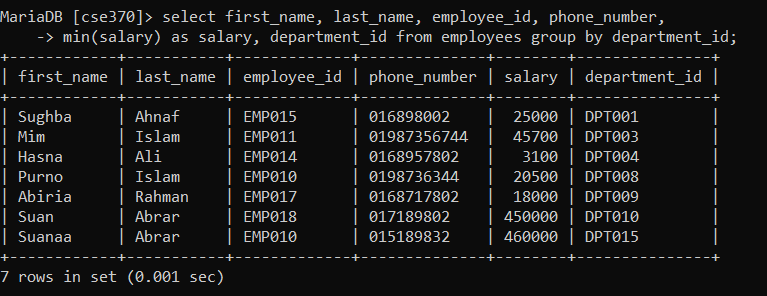 MariaDB [cse370]> select first_name, last_name, employee_id, phone_number,
    -> min(salary) as salary, department_id from employees group by department_id;
+------------+-----------+-------------+--------------+--------+---------------+
| first_name | last_name | employee_id | phone_number | salary | department_id |
+------------+-----------+-------------+--------------+--------+---------------+
| Sughba     | Ahnaf     | EMP015      | 016898002    |  25000 | DPT001        |
| Mim        | Islam     | EMP011      | 01987356744  |  45700 | DPT003        |
| Hasna      | Ali       | EMP014      | 0168957802   |   3100 | DPT004        |
| Purno      | Islam     | EMP010      | 0198736344   |  20500 | DPT008        |
| Abiria     | Rahman    | EMP017      | 0168717802   |  18000 | DPT009        |
| Suan       | Abrar     | EMP018      | 017189802    | 450000 | DPT010        |
| Suanaa     | Abrar     | EMP010      | 015189832    | 460000 | DPT015        |
+------------+-----------+-------------+--------------+--------+---------------+
7 rows in set (0.001 sec)